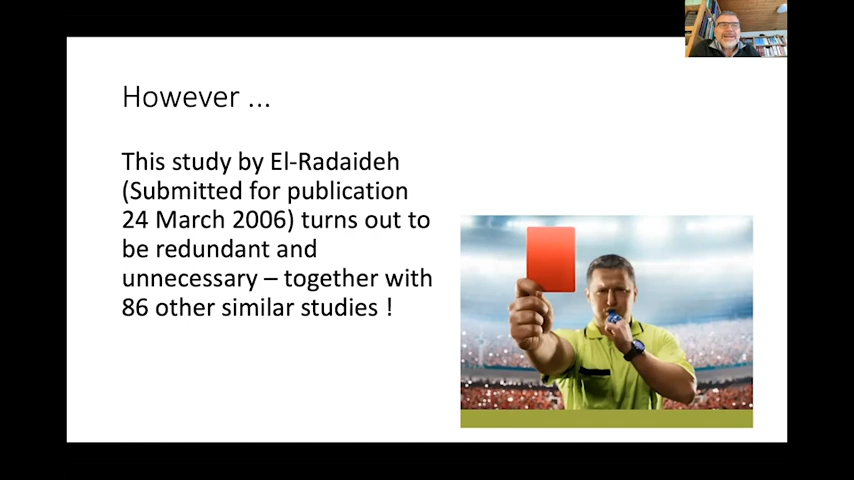 However ...
This study by El-Radaideh
(Submitted for publication
24 March 2006) turns out to
be redundant and
unnecessary – together with
86 other similar studies !